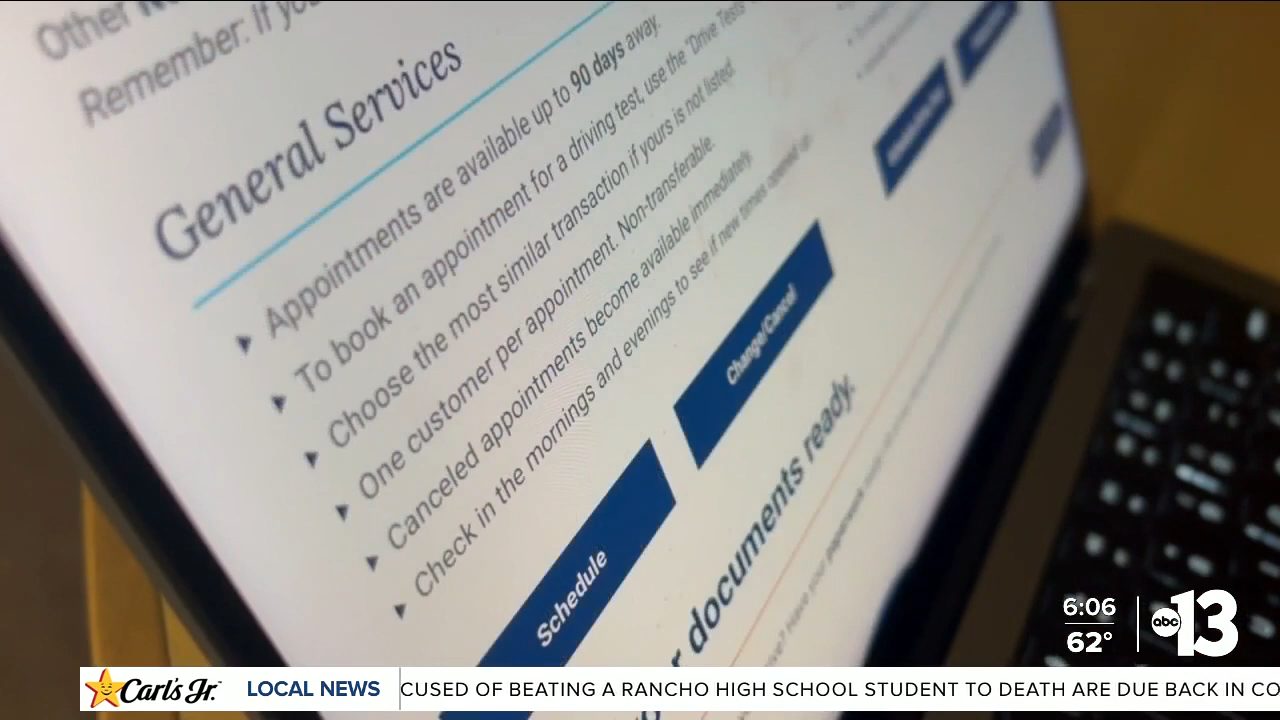 Other
Remember: If you
General Services
Appointments are available up to 90 days away.
To book an appointment for a driving test, use the "Drive Tests"
Choose the most similar transaction if yours is not listed.
One customer per appointment. Non-transferable.
Canceled appointments become available immediately.
Check in the mornings and evenings to see if new times opened up.
Schedule
Change/Cancel
documents ready.
Have your paperwork
6:06
62°
abc 13
Carl's Jr.
LOCAL NEWS
CUSED OF BEATING A RANCHO HIGH SCHOOL STUDENT TO DEATH ARE DUE BACK IN CO